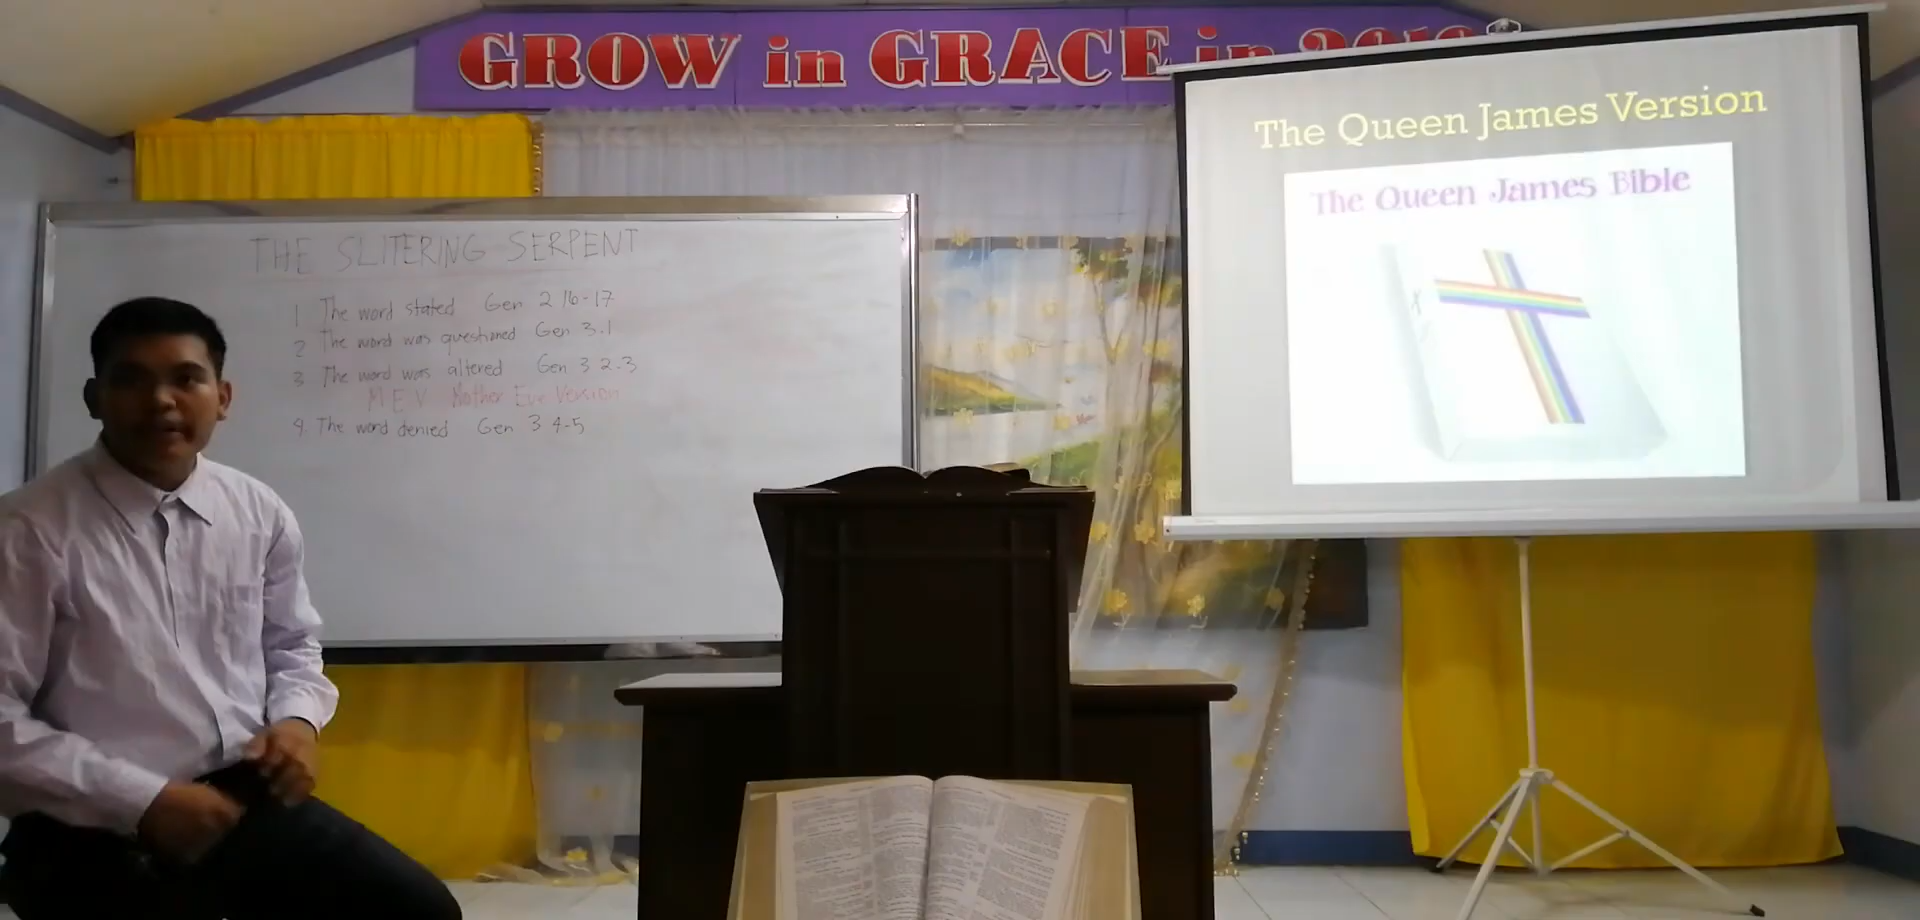 GROW in GRACE in 2019
THE SLITERING SERPENT
1 The word stated Gen 2 16-17
2 The word was questioned Gen 3.1
3 The word was altered Gen 3 2-3
M E V Mother Eve Version
4. The word denied Gen 3 4-5
The Queen James Version
The Queen James Bible